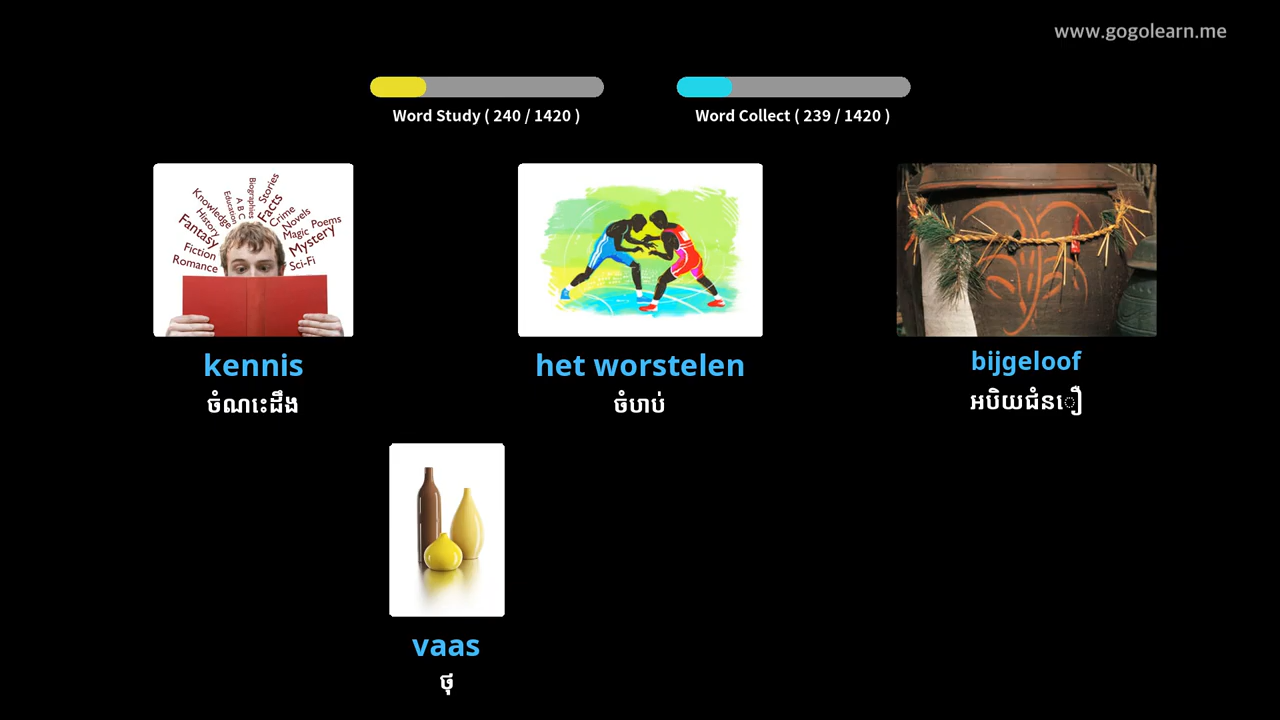 www.gogolearn.me
Word Study ( 240 / 1420 )
Word Collect ( 239 / 1420 )
Knowledge
History
Fantasy
Fiction
Romance
Education
A B C
Biographies
Stories
Facts
Crime
Novels
Magic
Poems
Mystery
Sci-Fi
kennis
ចំណេះដឹង
het worstelen
ចំបាប់
bijgeloof
អបិយជំនឿ
vaas
ថុ